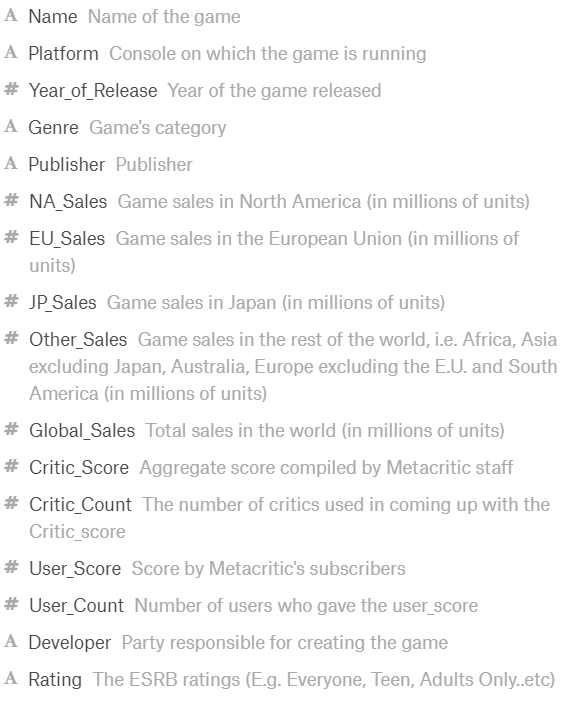 A Name Name of the game
A Platform Console on which the game is running
# Year_of_Release Year of the game released
A Genre Game's category
A Publisher Publisher
# NA_Sales Game sales in North America (in millions of units)
# EU_Sales Game sales in the European Union (in millions of
units)
# JP_Sales Game sales in Japan (in millions of units)
# Other_Sales Game sales in the rest of the world, i.e. Africa, Asia
excluding Japan, Australia, Europe excluding the E.U. and South
America (in millions of units)
# Global_Sales Total sales in the world (in millions of units)
# Critic_Score Aggregate score compiled by Metacritic staff
# Critic_Count The number of critics used in coming up with the
Critic_score
# User_Score Score by Metacritic's subscribers
# User_Count Number of users who gave the user_score
A Developer Party responsible for creating the game
A Rating The ESRB ratings (E.g. Everyone, Teen, Adults Only..etc)